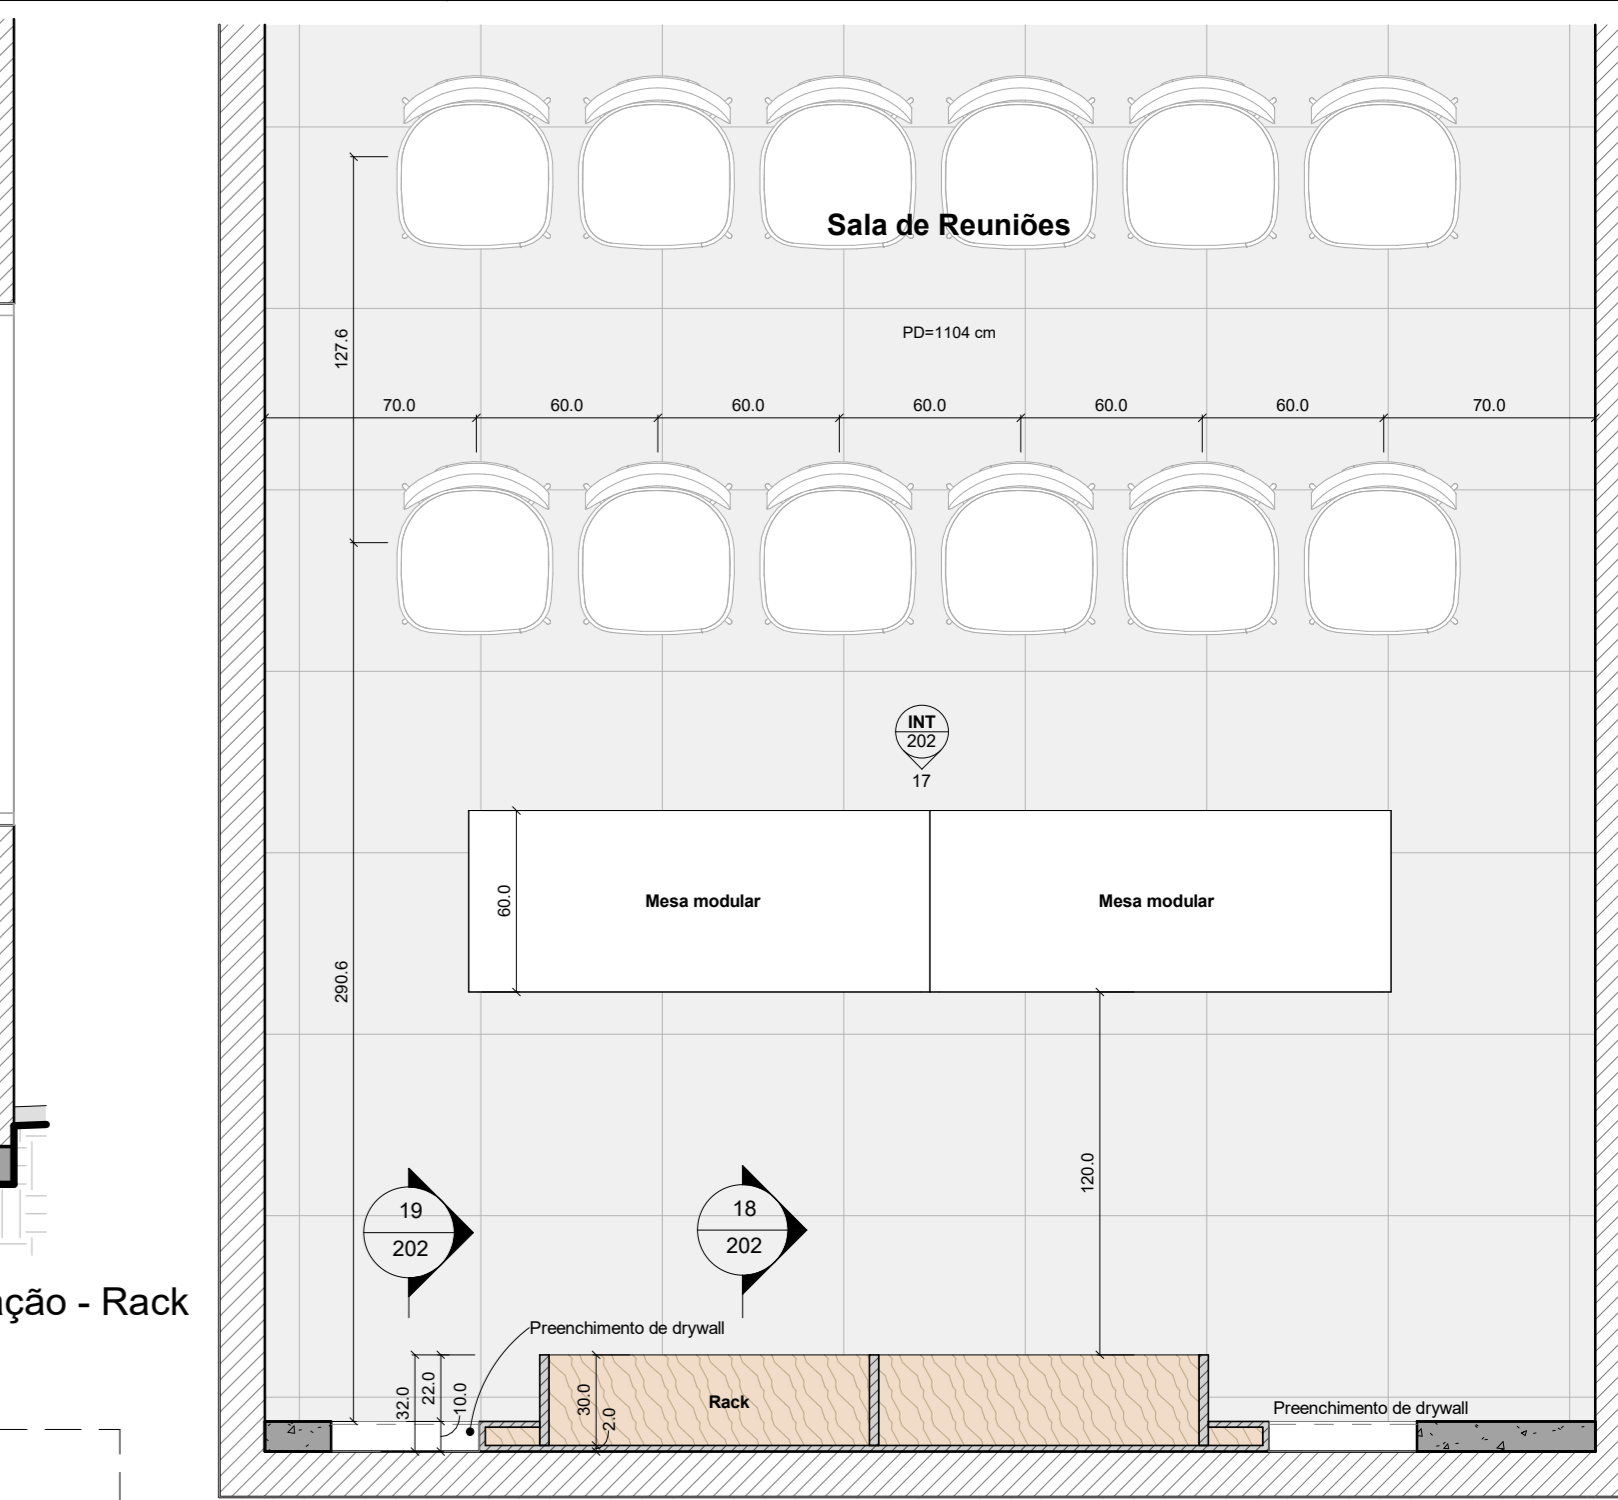 Sala de Reuniões
PD=1104 cm
127.6
70.0
60.0
60.0
60.0
60.0
60.0
70.0
INT
202
17
60.0
Mesa modular
Mesa modular
290.6
120.0
19
202
18
202
ação - Rack
Preenchimento de drywall
32.0
22.0
10.0
30.0
2.0
Rack
Preenchimento de drywall